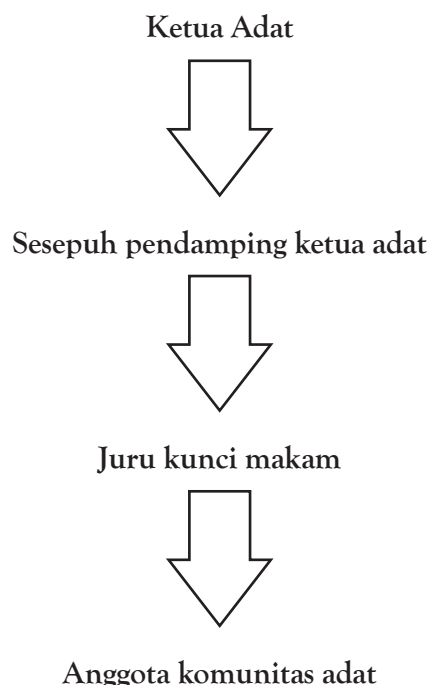 Ketua Adat
Sesepuh pendamping ketua adat
Juru kunci makam
Anggota komunitas adat